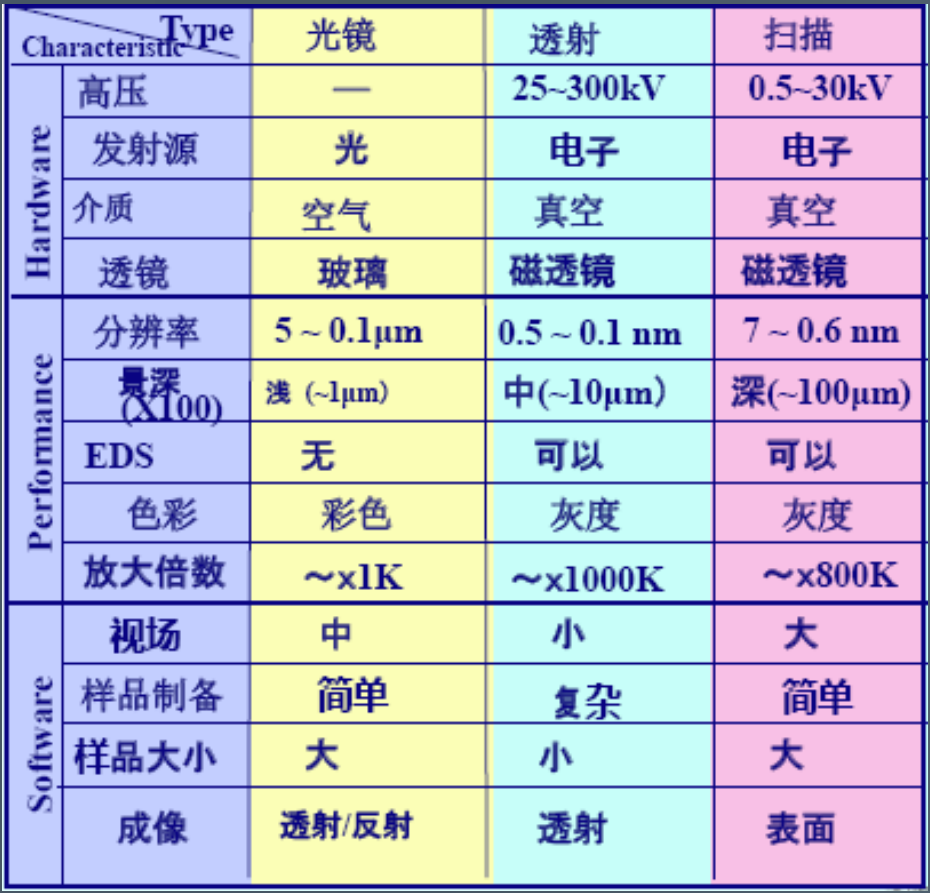 Type 光镜 透射 扫描
Characteristic
Hardware
高压 — 25~300kV 0.5~30kV
发射源 光 电子 电子
介质 空气 真空 真空
透镜 玻璃 磁透镜 磁透镜
Performance
分辨率 5 ~ 0.1μm 0.5 ~ 0.1 nm 7 ~ 0.6 nm
景深 浅 (~1μm) 中(~10μm) 深(~100μm)
(X100)
EDS 无 可以 可以
色彩 彩色 灰度 灰度
放大倍数 ～x1K ～x1000K ～x800K
Software
视场 中 小 大
样品制备 简单 复杂 简单
样品大小 大 小 大
成像 透射/反射 透射 表面